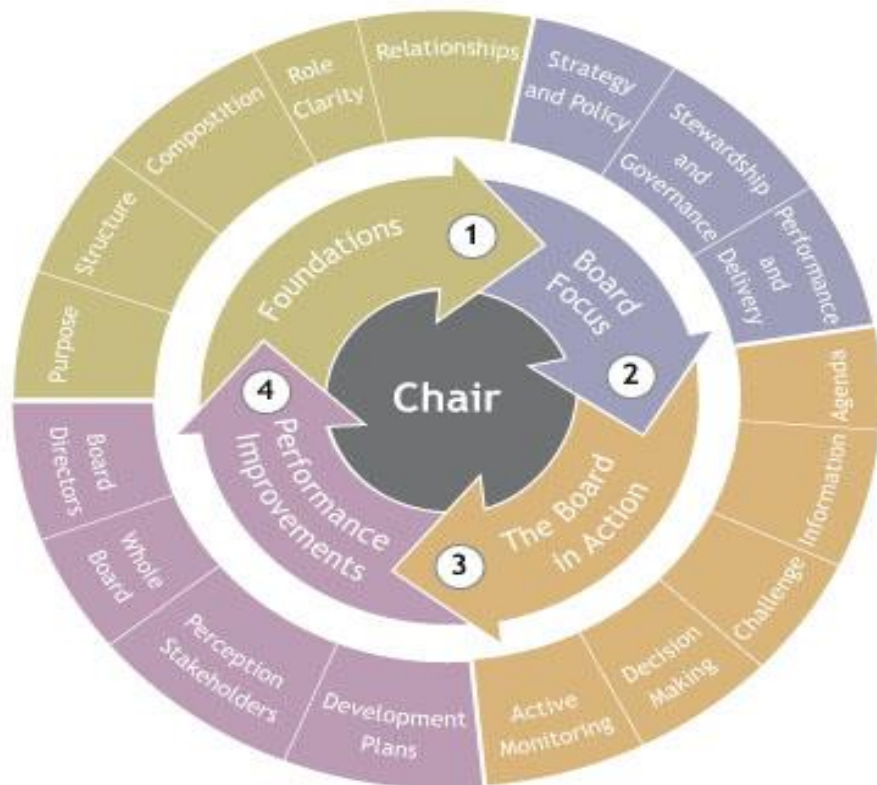 Chair
1
Foundations
Purpose
Structure
Compostition
Role
Clarity
Relationships
2
Board
Focus
Strategy
and Policy
Stewardship
and
Governance
Performance
and
Delivery
3
The Board
in Action
Agenda
Information
Challenge
Decision
Making
Active
Monitoring
4
Performance
Improvements
Development
Plans
Perception
Stakeholders
Whole
Board
Board
Directors